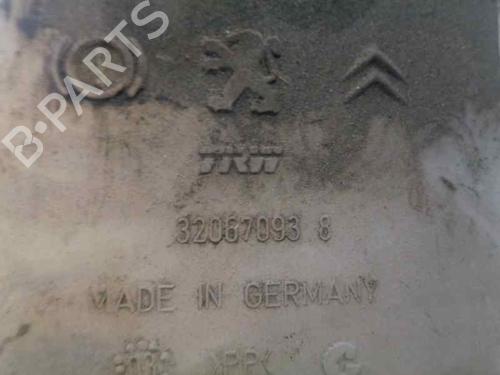 B-PARTS
TRW
32067093 8
MADE IN GERMANY